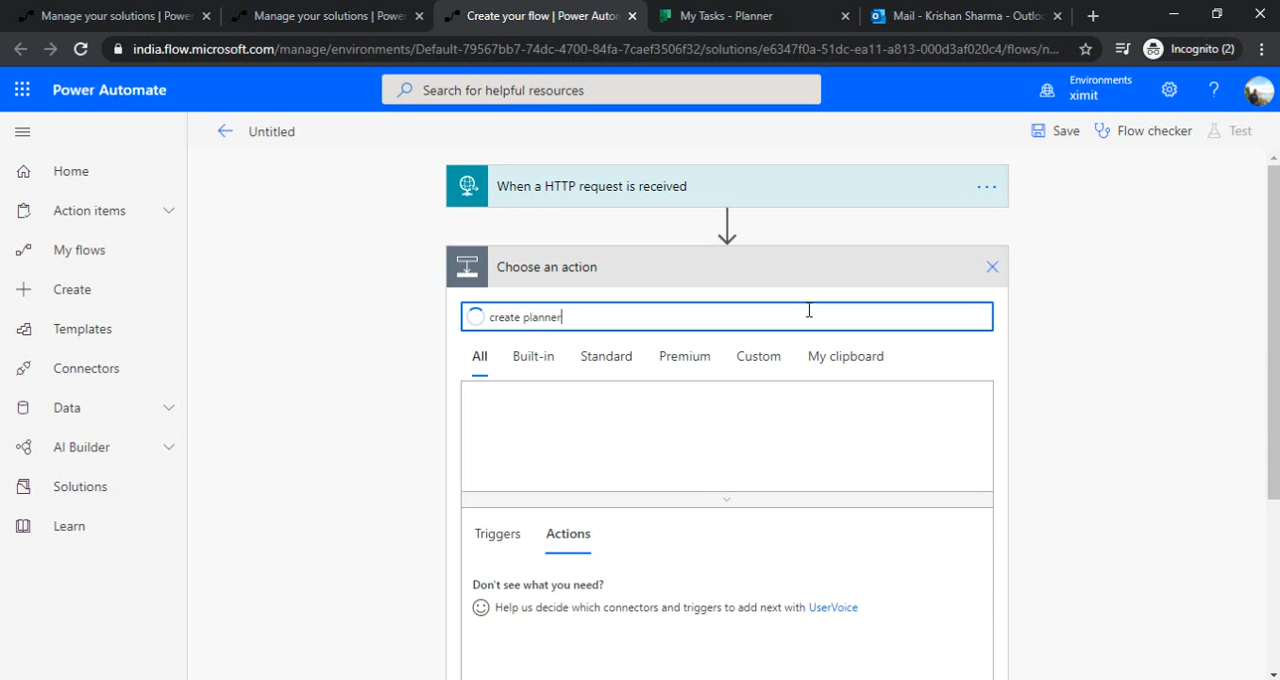 Manage your solutions | Power
Manage your solutions | Power
Create your flow | Power Autom
My Tasks - Planner
Mail - Krishan Sharma - Outloo
india.flow.microsoft.com/manage/environments/Default-79567bb7-74dc-4700-84fa-7caef3506f32/solutions/e6347f0a-51dc-ea11-a813-000d3af020c4/flows/n...
Incognito (2)
Power Automate
Search for helpful resources
Environments
ximit
Untitled
Save
Flow checker
Test
Home
Action items
My flows
Create
Templates
Connectors
Data
AI Builder
Solutions
Learn
When a HTTP request is received
Choose an action
create planner
All
Built-in
Standard
Premium
Custom
My clipboard
Triggers
Actions
Don't see what you need?
Help us decide which connectors and triggers to add next with UserVoice